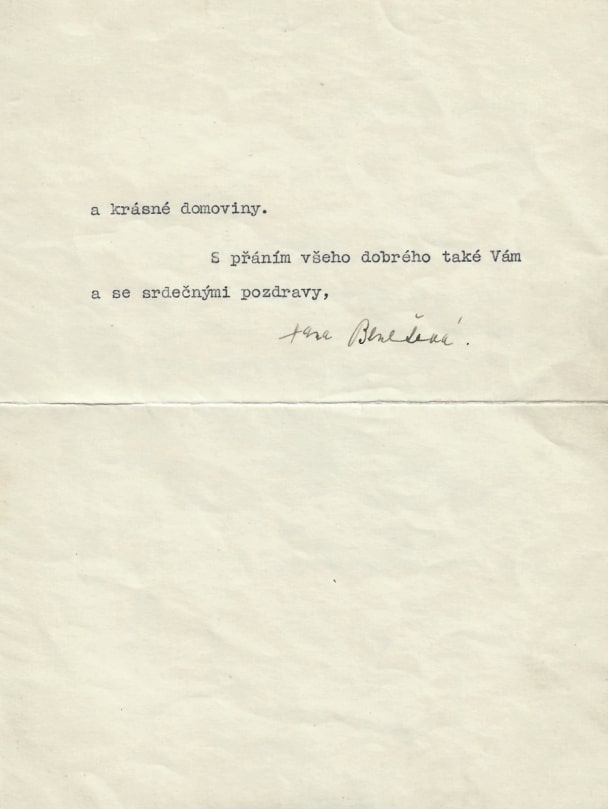 a krásné domoviny.
S přáním všeho dobrého také Vám
a se srdečnými pozdravy,
Hana Benešová.